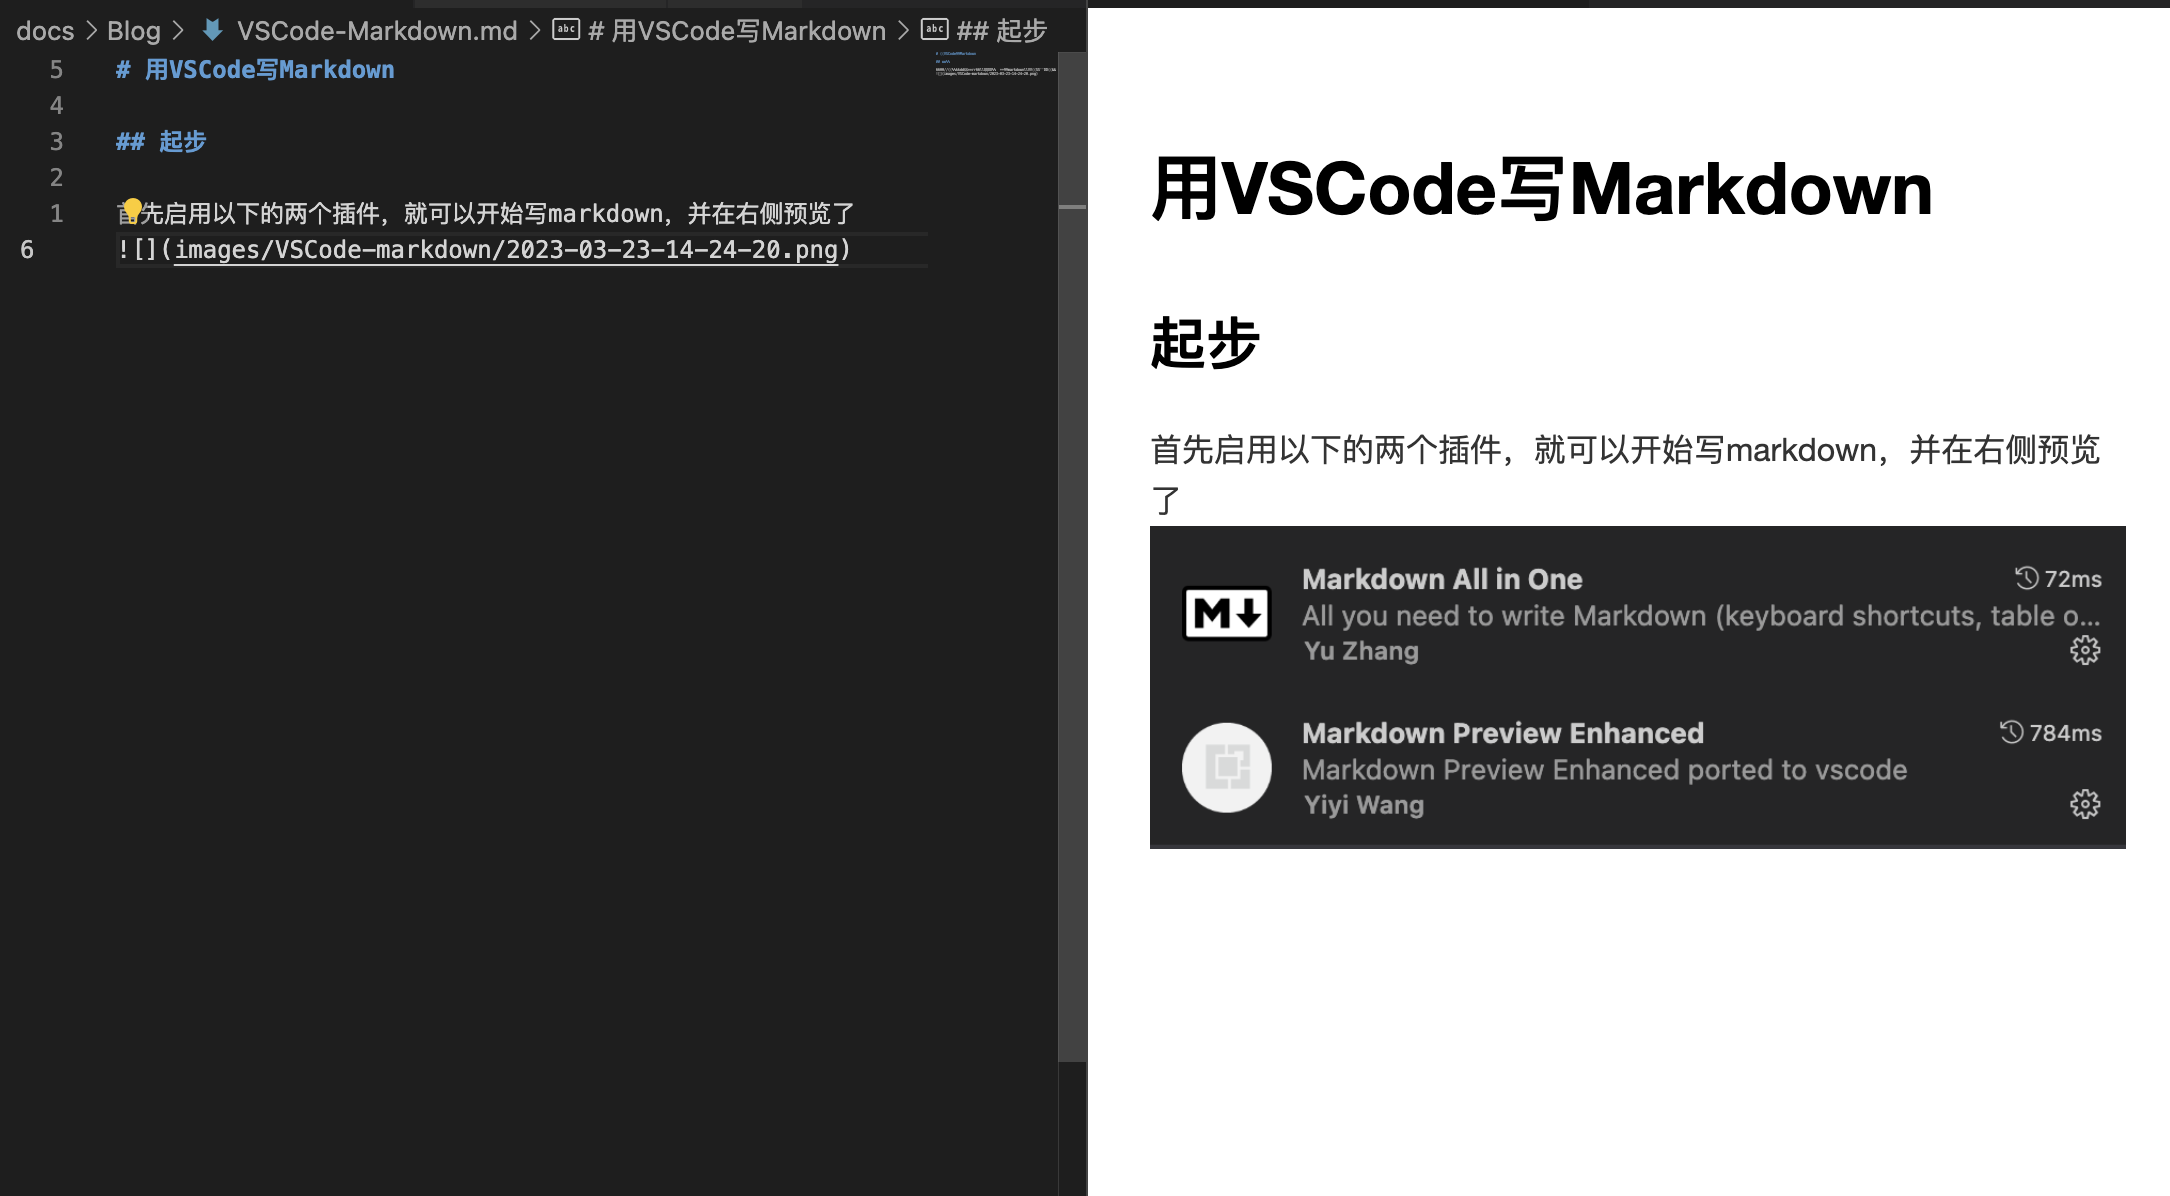 docs > Blog > VSCode-Markdown.md > # 用VSCode写Markdown > ## 起步
5 # 用VSCode写Markdown
4
3 ## 起步
2
1 首先启用以下的两个插件，就可以开始写markdown，并在右侧预览了
6 ![](images/VSCode-markdown/2023-03-23-14-24-20.png)
用VSCode写Markdown
起步
首先启用以下的两个插件，就可以开始写markdown，并在右侧预览
了
Markdown All in One 72ms
All you need to write Markdown (keyboard shortcuts, table o...
Yu Zhang
Markdown Preview Enhanced 784ms
Markdown Preview Enhanced ported to vscode
Yiyi Wang